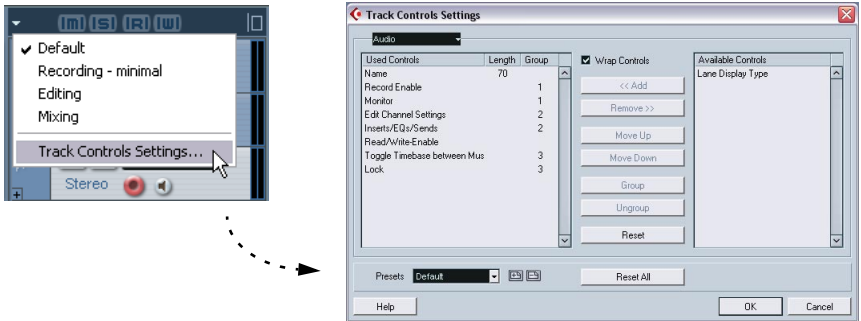 (m) (S) (R) (W)
Default
Recording - minimal
Editing
Mixing
Track Controls Settings...
Stereo
Track Controls Settings
Audio
Used Controls Length Group
Name 70
Record Enable 1
Monitor 1
Edit Channel Settings 2
Inserts/EQs/Sends 2
Read/Write-Enable
Toggle Timebase between Mus 3
Lock 3
Wrap Controls
<< Add
Remove >>
Move Up
Move Down
Group
Ungroup
Reset
Available Controls
Lane Display Type
Presets Default
Reset All
Help
OK
Cancel